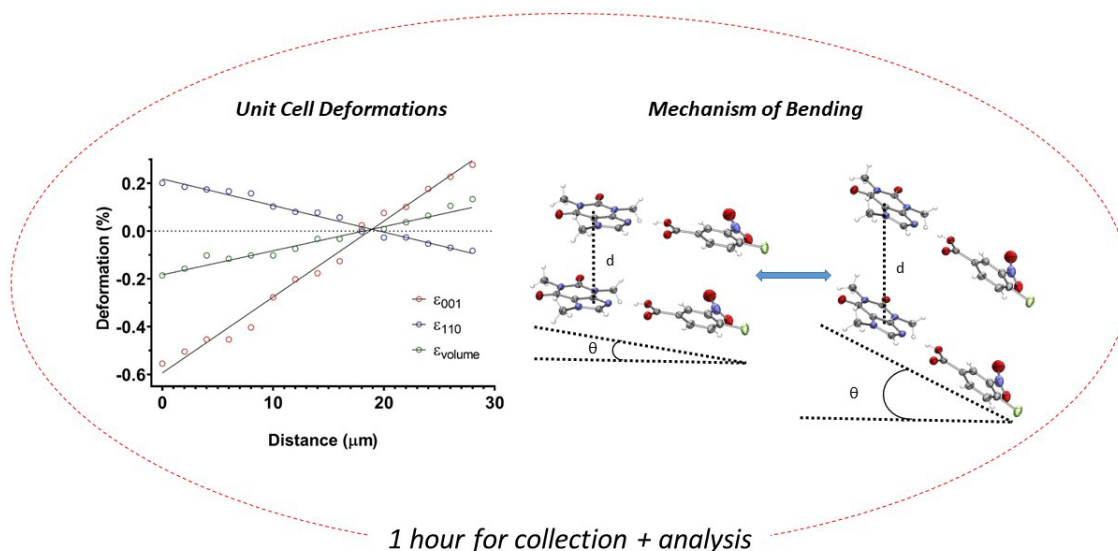 Unit Cell Deformations
Mechanism of Bending
Deformation (%)
0.2
0.0
-0.2
-0.4
-0.6
ε001
ε110
εvolume
0
10
20
30
Distance (μm)
d
θ
d
θ
1 hour for collection + analysis